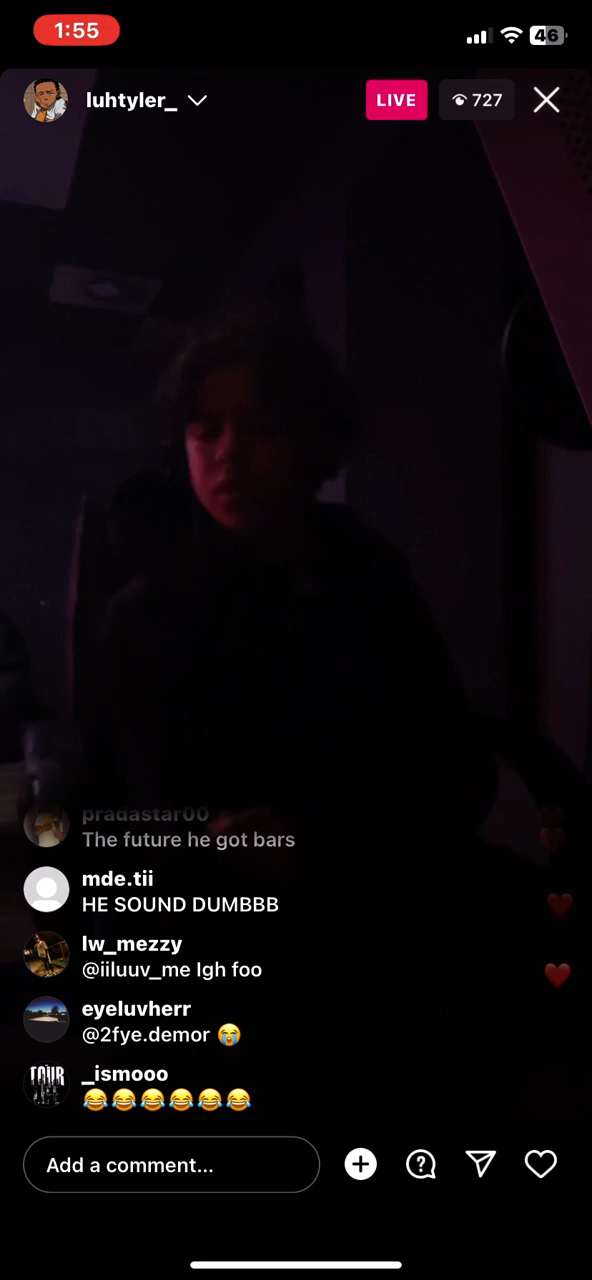 1:55
46
luhtyler_
LIVE
727
pradastar00
The future he got bars
mde.tii
HE SOUND DUMBBB
lw_mezzy
@iiluuv_me Igh foo
eyeluvherr
@2fye.demor 😭
_ismooo
😂😂😂😂😂😂
Add a comment...